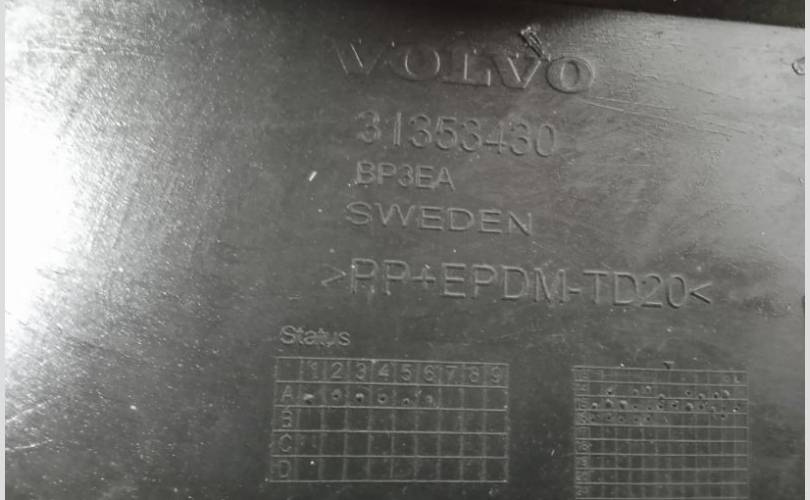 VOLVO
31353430
BP3EA
SWEDEN
>PP+EPDM-TD20<
Status
1 2 3 4 5 6 7 8 9
A
B
C
D